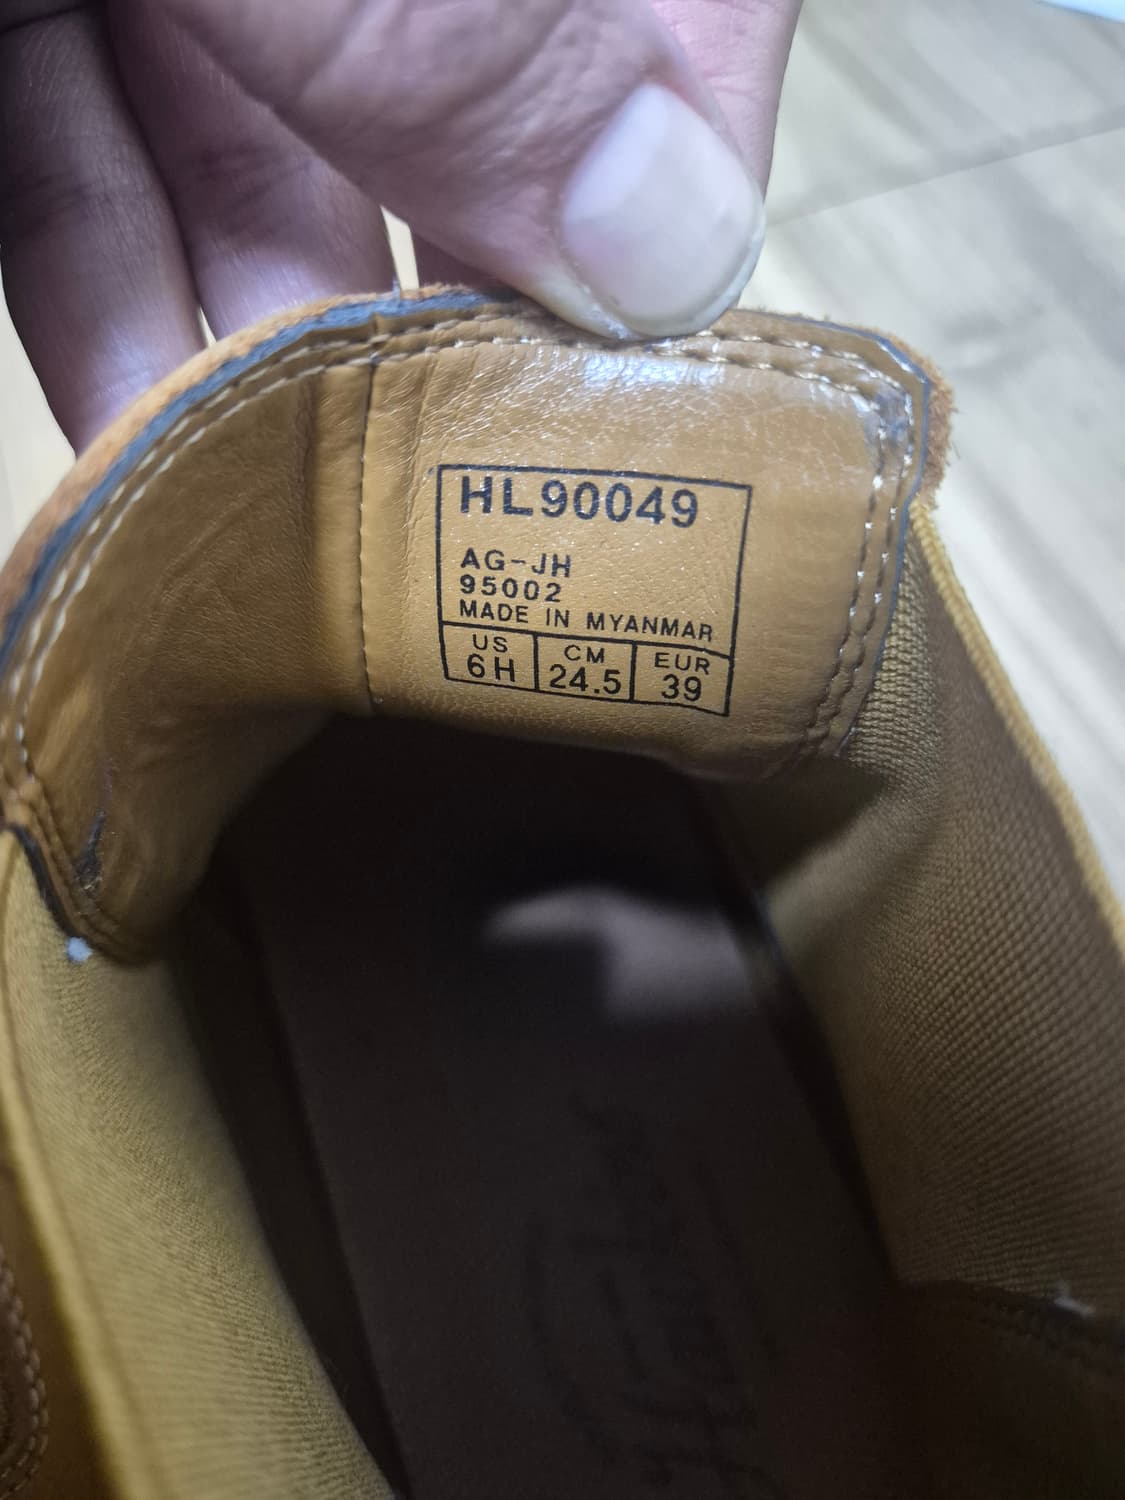 HL90049
AG-JH
95002
MADE IN MYANMAR
US CM EUR
6H 24.5 39